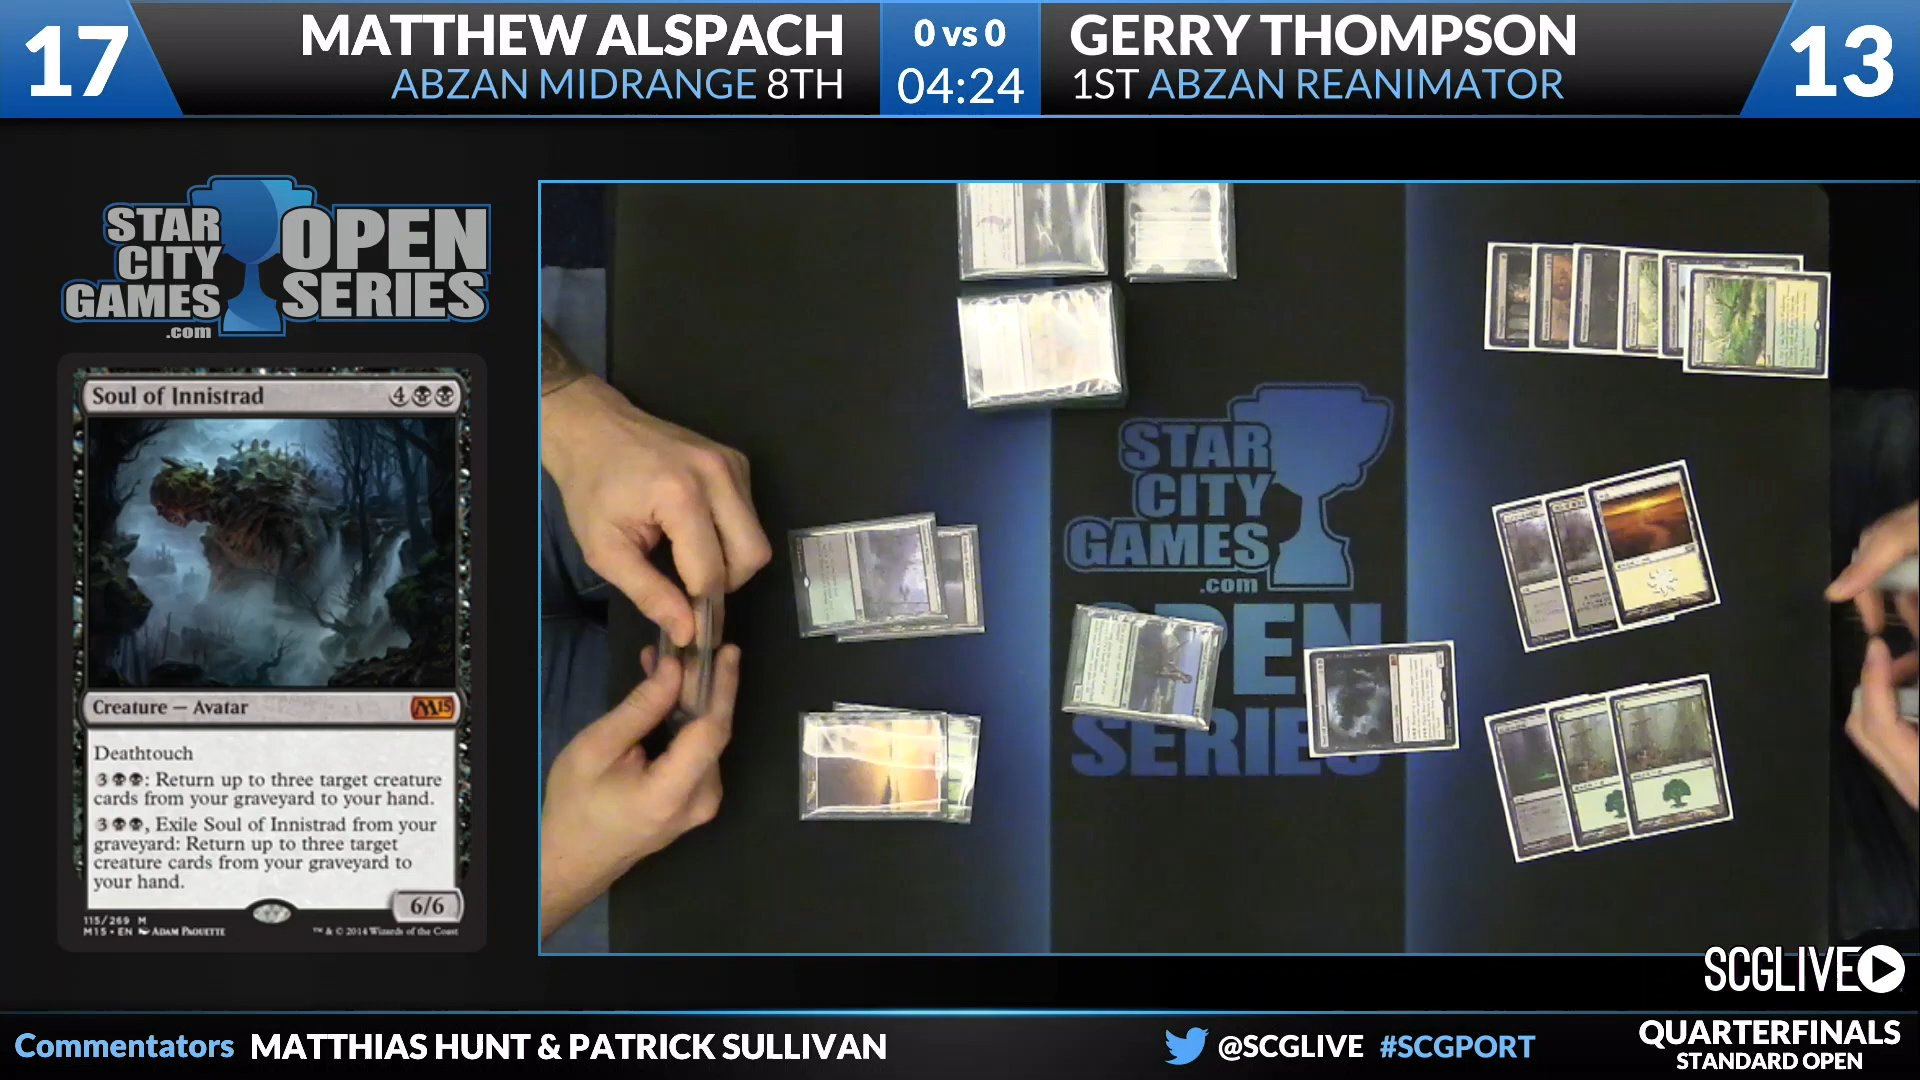 17
MATTHEW ALSPACH
ABZAN MIDRANGE 8TH
0 vs 0
04:24
GERRY THOMPSON
1ST ABZAN REANIMATOR
13
STAR CITY GAMES .com
OPEN SERIES
Soul of Innistrad 4
Creature — Avatar
M15
Deathtouch
3: Return up to three target creature
cards from your graveyard to your hand.
3, Exile Soul of Innistrad from your
graveyard: Return up to three target
creature cards from your graveyard to
your hand.
6/6
115/269 M
M15 • EN ADAM PAQUETTE
™ & © 2014 Wizards of the Coast
STAR
CITY
GAMES
.com
OPEN
SERIES
SCGLIVE
Commentators MATTHIAS HUNT & PATRICK SULLIVAN
@SCGLIVE #SCGPORT
QUARTERFINALS
STANDARD OPEN